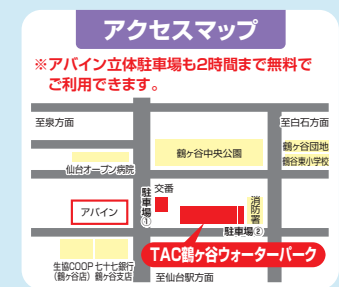 アクセスマップ
※アパイン立体駐車場も2時間まで無料で
ご利用できます。
至泉方面
至白石方面
鶴ヶ谷中央公園
鶴ケ谷団地
鶴谷東小学校
仙台オープン病院
交番
駐車場①
消防署
アパイン
駐車場②
TAC鶴ヶ谷ウォーターパーク
生協COOP
(鶴ケ谷店)
七十七銀行
鶴ケ谷支店
至仙台駅方面